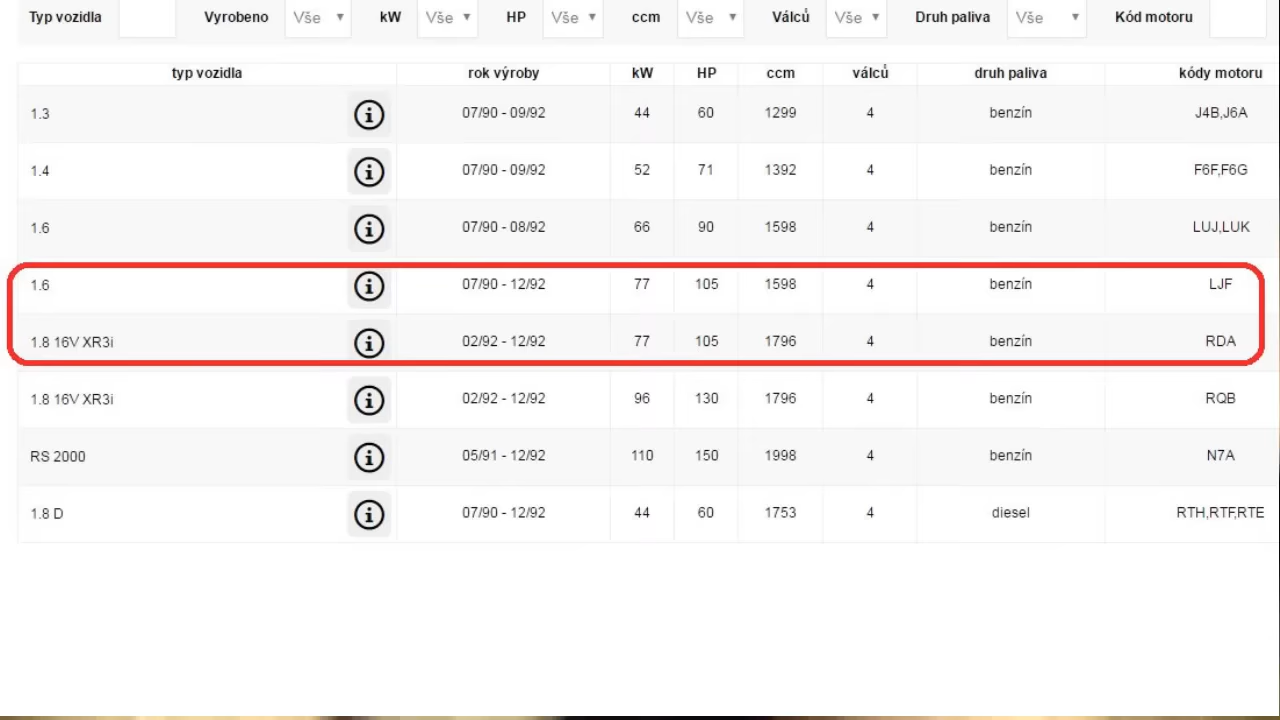 Typ vozidla Vyrobeno Vše kW Vše HP Vše ccm Vše Válců Vše Druh paliva Vše Kód motoru
typ vozidla rok výroby kW HP ccm válců druh paliva kódy motoru
1.3 07/90 - 09/92 44 60 1299 4 benzín J4B,J6A
1.4 07/90 - 09/92 52 71 1392 4 benzín F6F,F6G
1.6 07/90 - 08/92 66 90 1598 4 benzín LUJ,LUK
1.6 07/90 - 12/92 77 105 1598 4 benzín LJF
1.8 16V XR3i 02/92 - 12/92 77 105 1796 4 benzín RDA
1.8 16V XR3i 02/92 - 12/92 96 130 1796 4 benzín RQB
RS 2000 05/91 - 12/92 110 150 1998 4 benzín N7A
1.8 D 07/90 - 12/92 44 60 1753 4 diesel RTH,RTF,RTE